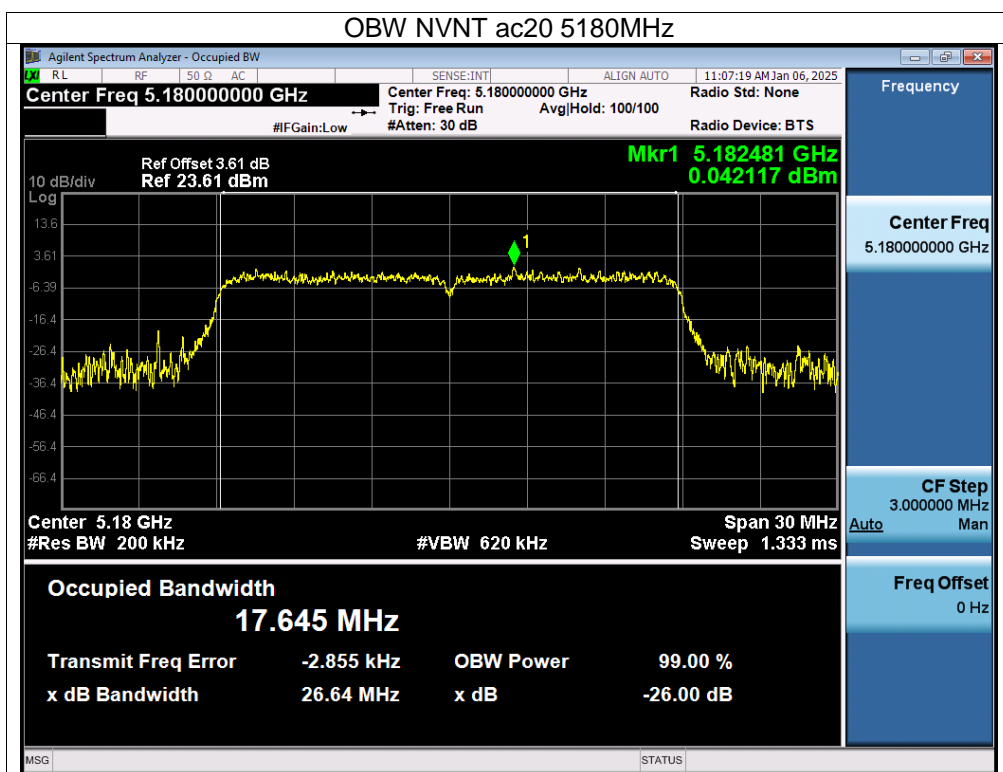 OBW NVNT ac20 5180MHz
Agilent Spectrum Analyzer - Occupied BW
LXI RL RF 50 Ω AC SENSE:INT ALIGN AUTO 11:07:19 AM Jan 06, 2025
Center Freq 5.180000000 GHz
Center Freq: 5.180000000 GHz
Radio Std: None
Trig: Free Run Avg|Hold: 100/100
#IFGain:Low #Atten: 30 dB Radio Device: BTS
Frequency
Mkr1 5.182481 GHz
0.042117 dBm
Ref Offset 3.61 dB
10 dB/div Ref 23.61 dBm
Log
13.6
3.61
-6.39
-16.4
-26.4
-36.4
-46.4
-56.4
-66.4
1
Center 5.18 GHz Span 30 MHz
#Res BW 200 kHz #VBW 620 kHz Sweep 1.333 ms
Center Freq
5.180000000 GHz
CF Step
3.000000 MHz
Auto Man
Freq Offset
0 Hz
Occupied Bandwidth
17.645 MHz
Transmit Freq Error -2.855 kHz OBW Power 99.00 %
x dB Bandwidth 26.64 MHz x dB -26.00 dB
MSG STATUS